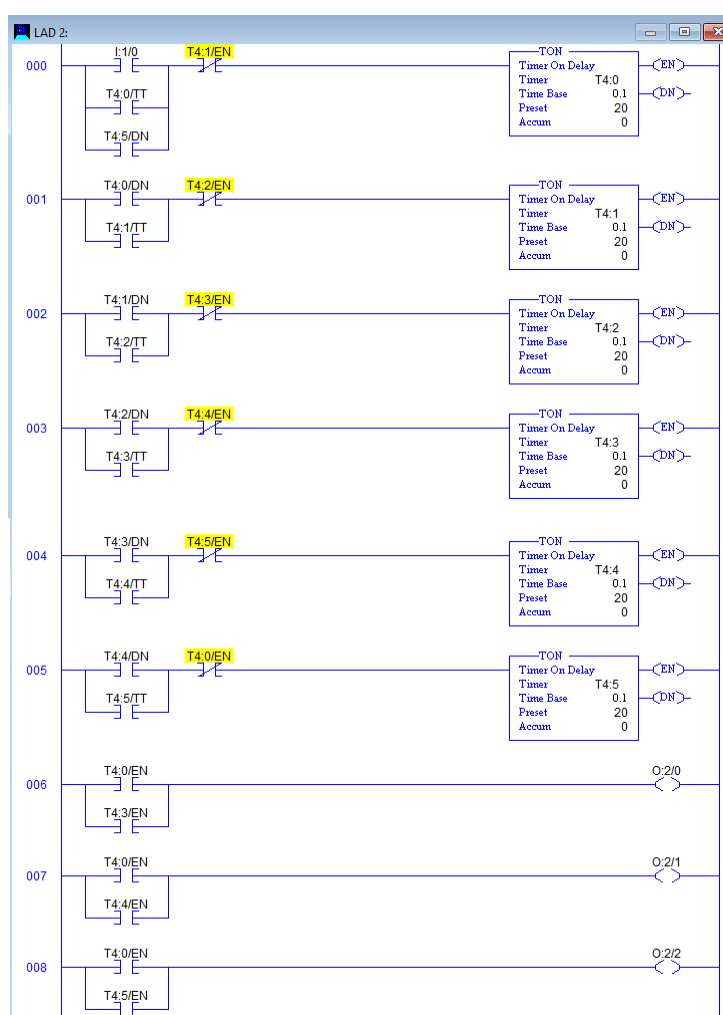 LAD 2:
I:1/0 T4:1/EN TON
000 Timer On Delay EN
Timer T4:0
T4:0/TT Time Base 0.1 DN
Preset 20
Accum 0
T4:5/DN
T4:0/DN T4:2/EN TON
001 Timer On Delay EN
Timer T4:1
T4:1/TT Time Base 0.1 DN
Preset 20
Accum 0
T4:1/DN T4:3/EN TON
002 Timer On Delay EN
Timer T4:2
T4:2/TT Time Base 0.1 DN
Preset 20
Accum 0
T4:2/DN T4:4/EN TON
003 Timer On Delay EN
Timer T4:3
T4:3/TT Time Base 0.1 DN
Preset 20
Accum 0
T4:3/DN T4:5/EN TON
004 Timer On Delay EN
Timer T4:4
T4:4/TT Time Base 0.1 DN
Preset 20
Accum 0
T4:4/DN T4:0/EN TON
005 Timer On Delay EN
Timer T4:5
T4:5/TT Time Base 0.1 DN
Preset 20
Accum 0
T4:0/EN O:2/0
006
T4:3/EN
T4:0/EN O:2/1
007
T4:4/EN
T4:0/EN O:2/2
008
T4:5/EN